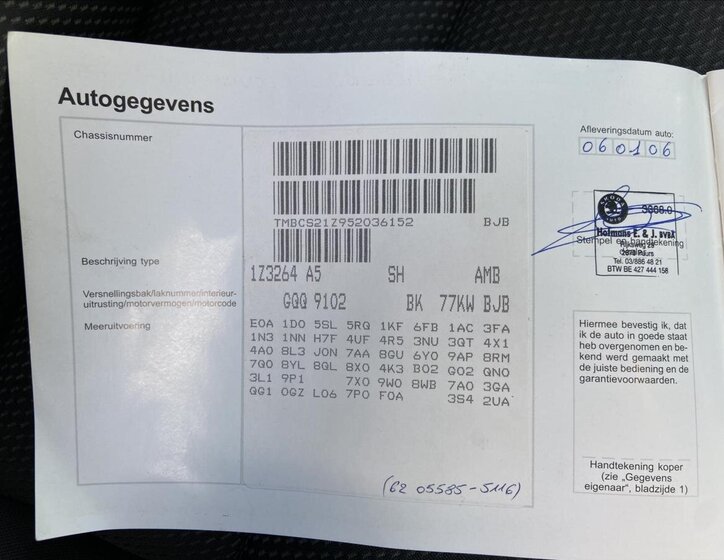 Autogegevens
Chassisnummer
TMBCS21Z952036152 BJB
Beschrijving type
1Z3264 A5 SH AMB
Versnellingsbak/laknummer/interieur-
uitrusting/motorvermogen/motorcode
GQQ 9102 BK 77KW BJB
Meeruitvoering
E0A 1D0 5SL 5RQ 1KF 6FB 1AC 3FA
1N3 1NN H7F 4UF 4R5 3NU 3QT 4X1
4A0 8L3 J0N 7AA 8GU 6Y0 9AP 8RM
7Q0 8YL 8QL 8X0 4K3 B02 G02 QN0
3L1 9P1 7X0 9W0 8WB 7A0 3GA
QG1 0GZ L06 7P0 F0A 3S4 2UA
(62 05585-5116)
Afleveringsdatum auto:
060106
SKODA
Hofmans E. & J. BVBA
Stempel en handtekening
2870 Puurs
Tel. 03/886 48 21
BTW BE 427 444 158
Hiermee bevestig ik, dat
ik de auto in goede staat
heb overgenomen en be-
kend werd gemaakt met
de juiste bediening en de
garantievoorwaarden.
Handtekening koper
(zie „Gegevens
eigenaar", bladzijde 1)